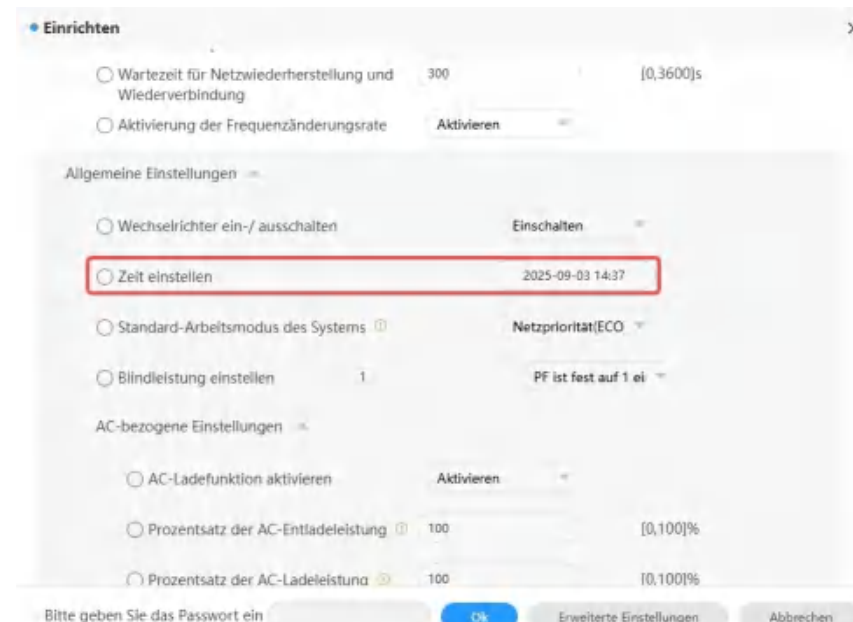 Einrichten
Wartezeit für Netzwiederherstellung und 300 [0,3600]s
Wiederverbindung
Aktivierung der Frequenzänderungsrate Aktivieren
Allgemeine Einstellungen
Wechselrichter ein-/ ausschalten Einschalten
Zeit einstellen 2025-09-03 14:37
Standard-Arbeitsmodus des Systems Netzpriorität(ECO
Blindleistung einstellen 1 PF ist fest auf 1 ei
AC-bezogene Einstellungen
AC-Ladefunktion aktivieren Aktivieren
Prozentsatz der AC-Entladeleistung 100 [0,100]%
Prozentsatz der AC-Ladeleistung 100 [0,100]%
Bitte geben Sie das Passwort ein Ok Erweiterte Einstellungen Abbrechen